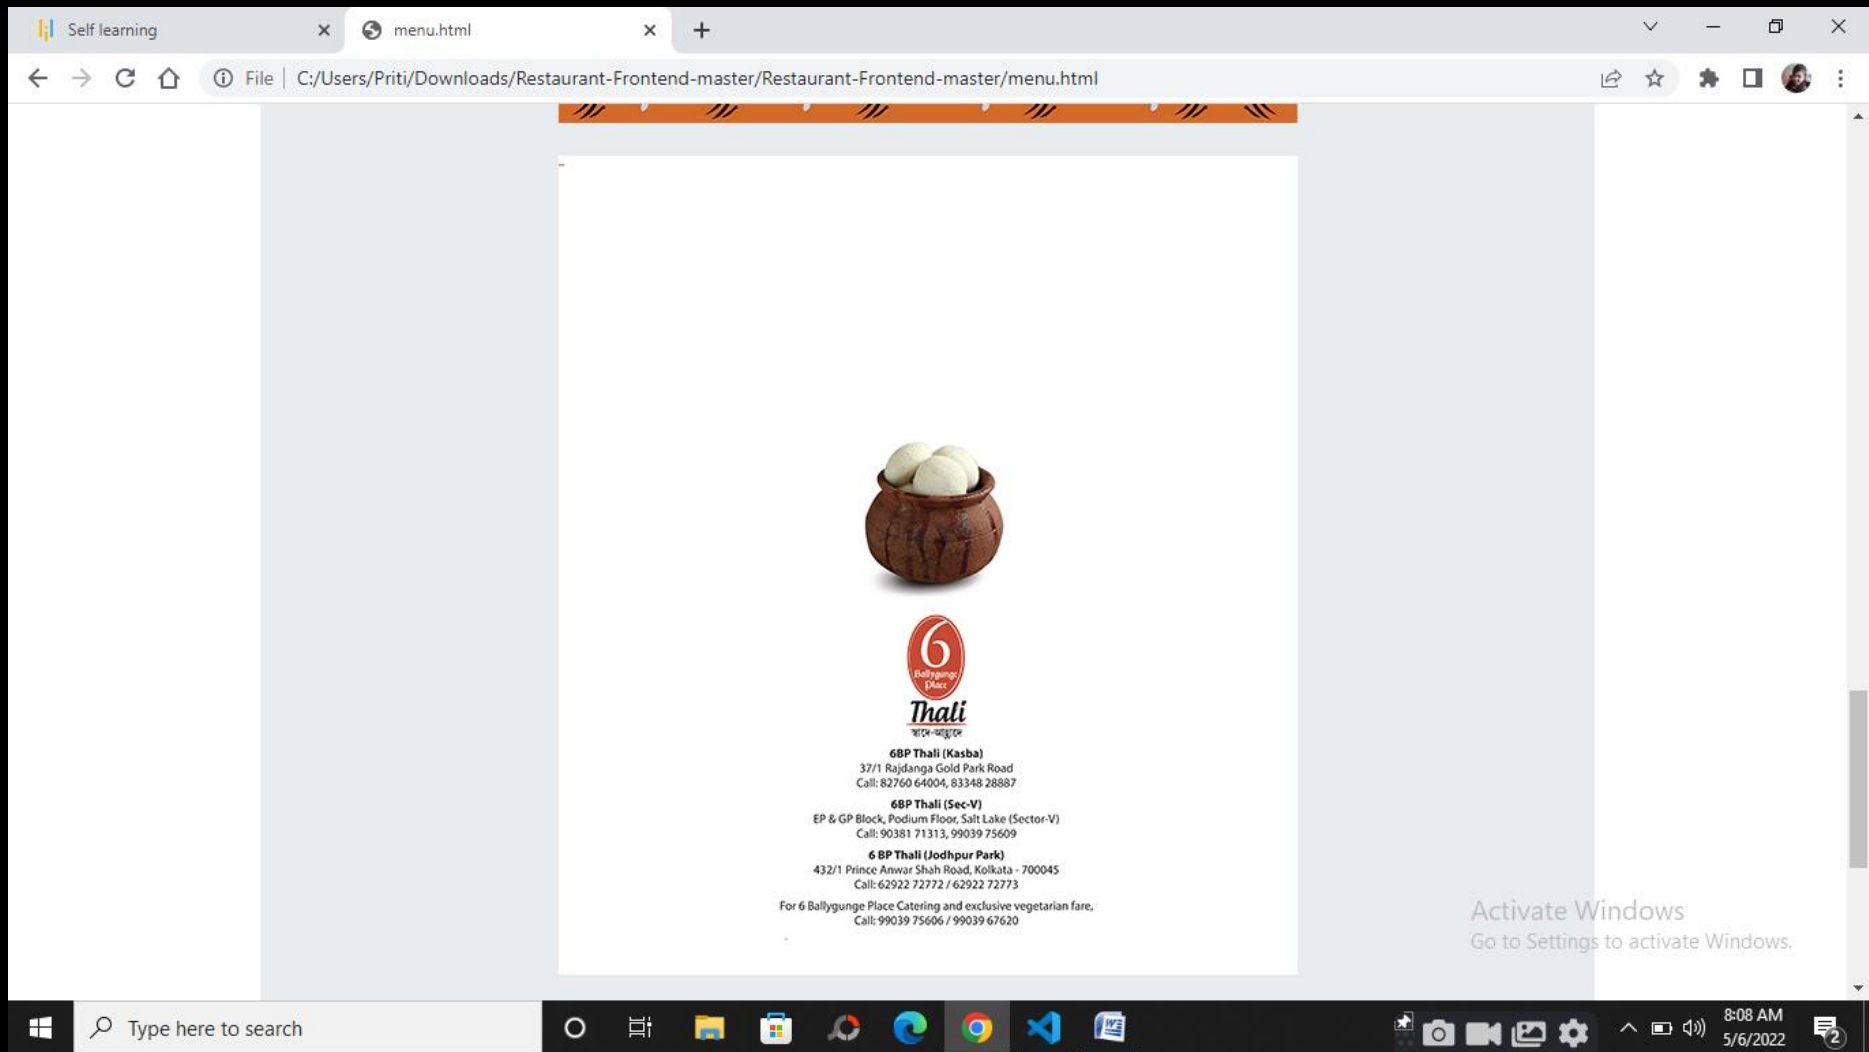 Self learning
menu.html
File
C:/Users/Priti/Downloads/Restaurant-Frontend-master/Restaurant-Frontend-master/menu.html
6
Ballygunge
Place
Thali
স্বাদে-আহ্লাদে
6BP Thali (Kasba)
37/1 Rajdanga Gold Park Road
Call: 82760 64004, 83348 28887
6BP Thali (Sec-V)
EP & GP Block, Podium Floor, Salt Lake (Sector-V)
Call: 90381 71313, 99039 75609
6 BP Thali (Jodhpur Park)
432/1 Prince Anwar Shah Road, Kolkata - 700045
Call: 62922 72772 / 62922 72773
For 6 Ballygunge Place Catering and exclusive vegetarian fare,
Call: 99039 75606 / 99039 67620
Activate Windows
Go to Settings to activate Windows.
Type here to search
8:08 AM
5/6/2022
2